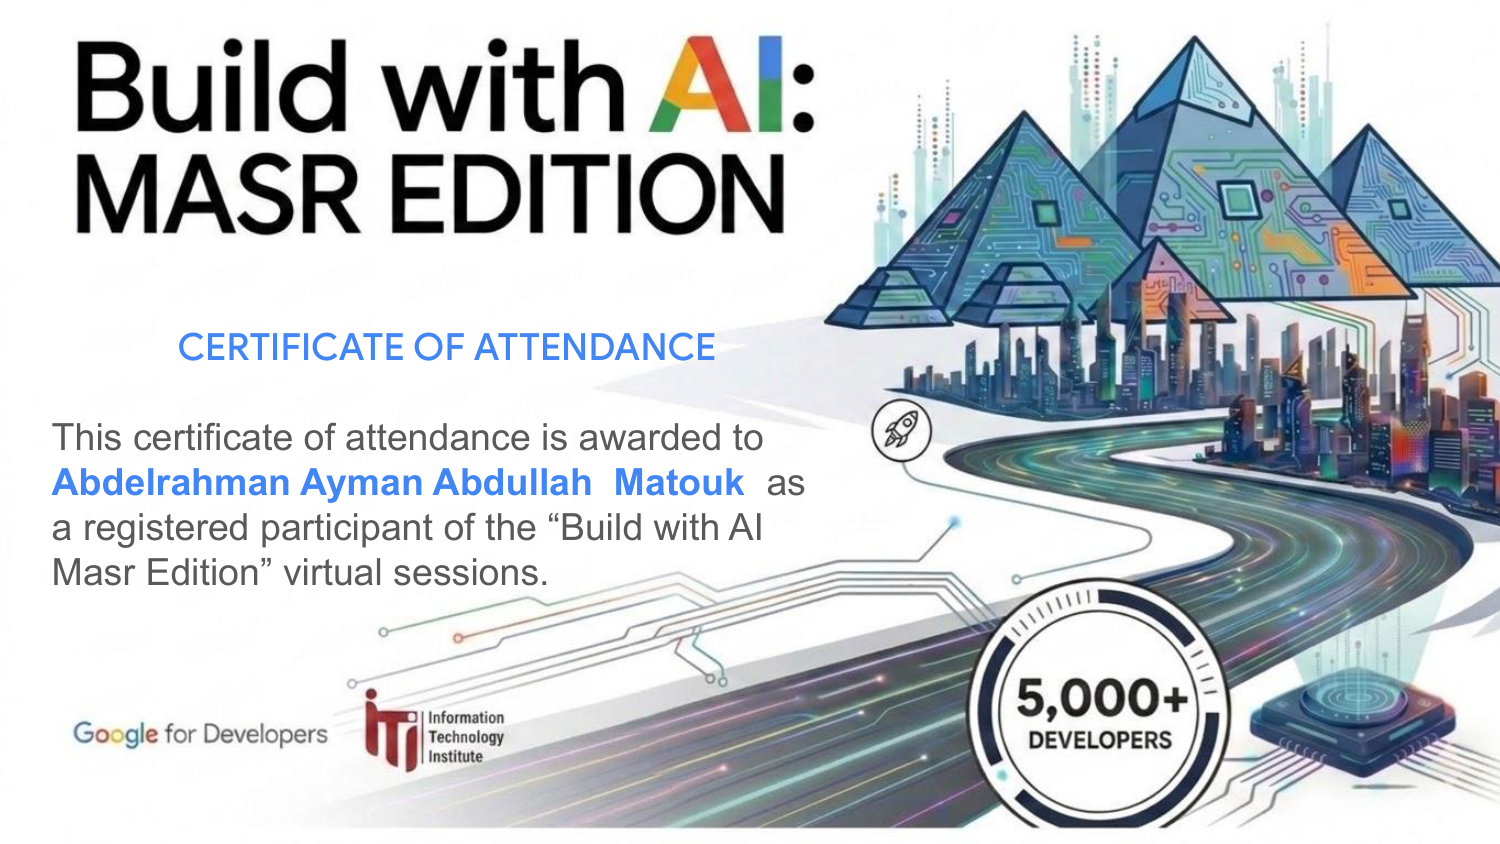 Build with AI:
MASR EDITION
CERTIFICATE OF ATTENDANCE
This certificate of attendance is awarded to
Abdelrahman Ayman Abdullah  Matouk  as
a registered participant of the “Build with AI
Masr Edition” virtual sessions.
Google for Developers
iTi
Information
Technology
Institute
5,000+
DEVELOPERS